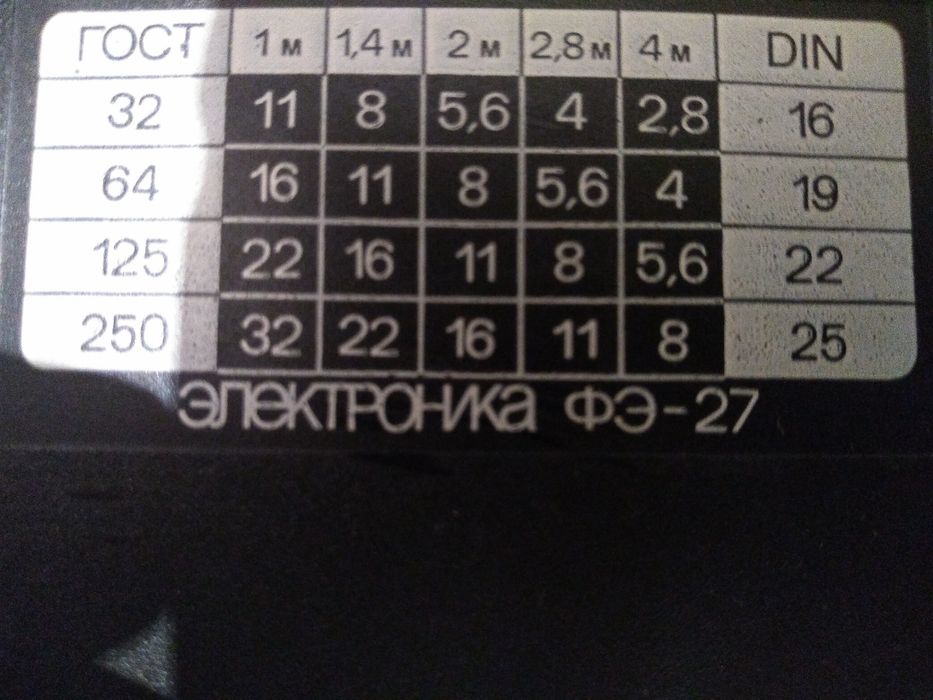 ГОСТ 1 м 1,4 м 2 м 2,8 м 4 м DIN
32 11 8 5,6 4 2,8 16
64 16 11 8 5,6 4 19
125 22 16 11 8 5,6 22
250 32 22 16 11 8 25
ЭЛЕКТРОНИКА ФЭ-27